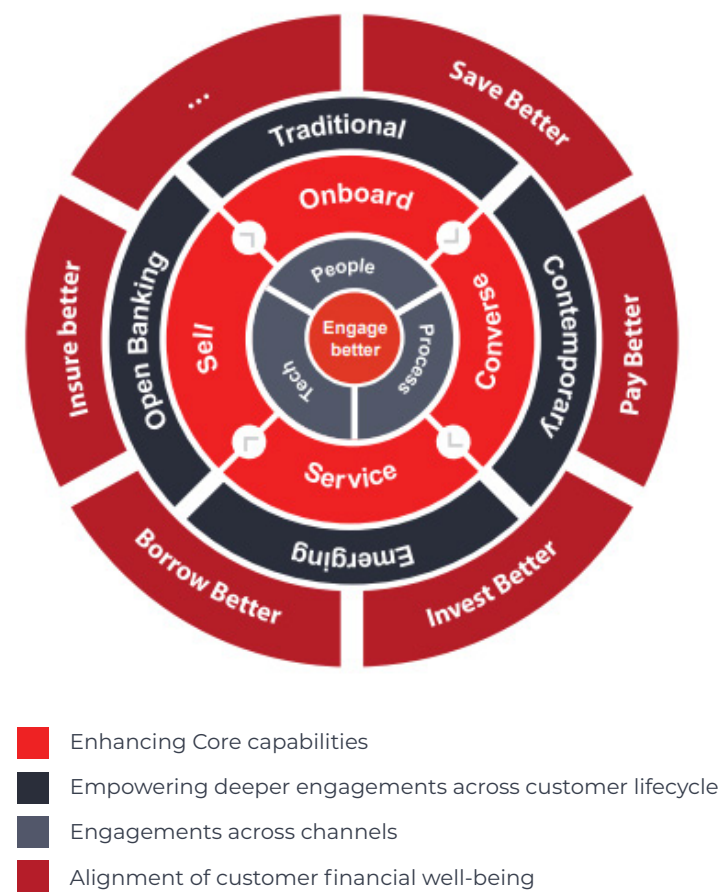 ...
Save Better
Pay Better
Invest Better
Borrow Better
Insure better
Traditional
Contemporary
Emerging
Open Banking
Onboard
Converse
Service
Sell
People
Process
Tech
Engage
better
Enhancing Core capabilities
Empowering deeper engagements across customer lifecycle
Engagements across channels
Alignment of customer financial well-being